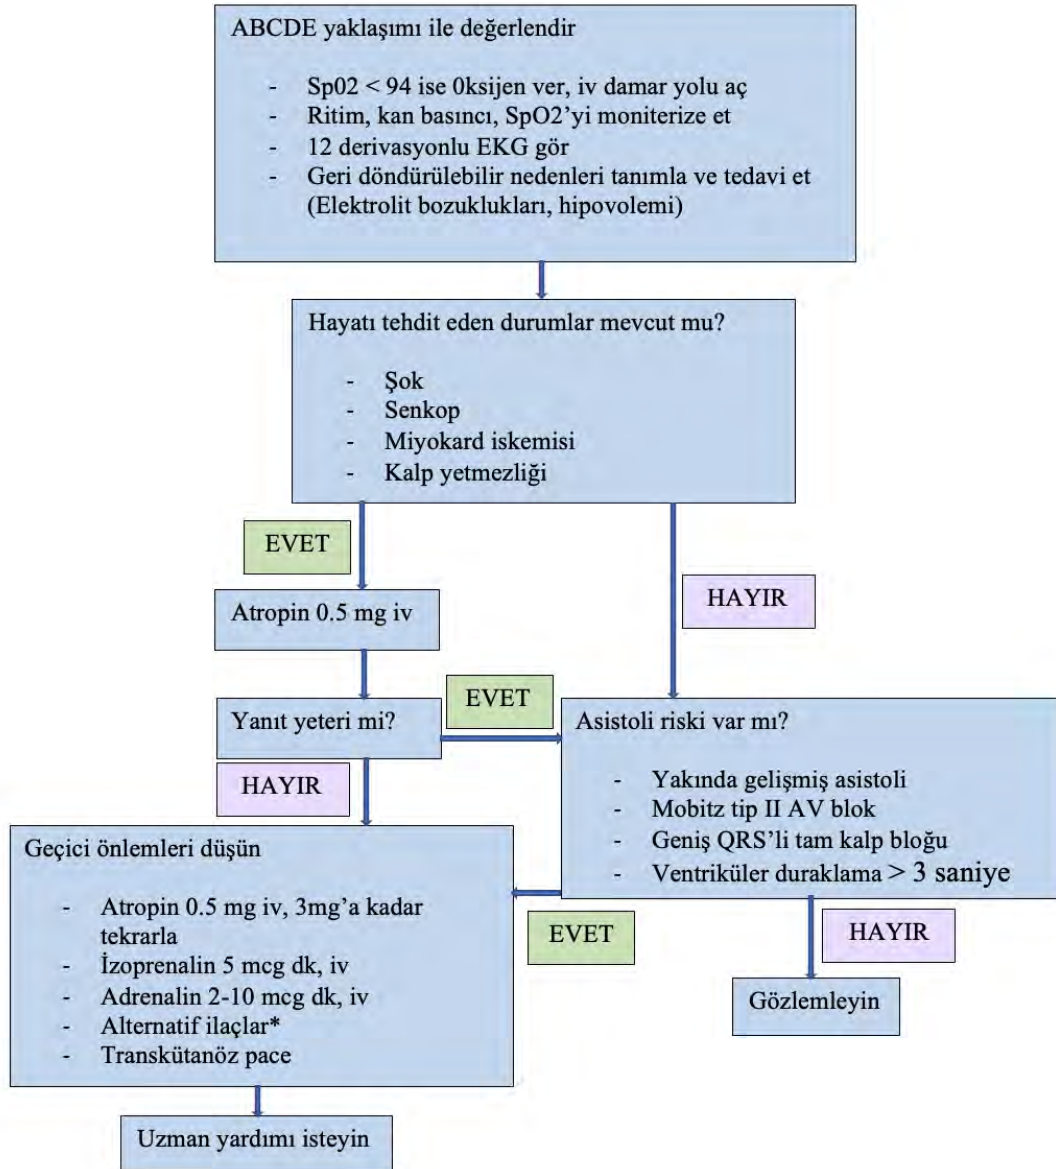 ABCDE yaklaşımı ile değerlendir
- Sp02 < 94 ise 0ksijen ver, iv damar yolu aç
- Ritim, kan basıncı, SpO2’yi moniterize et
- 12 derivasyonlu EKG gör
- Geri döndürülebilir nedenleri tanımla ve tedavi et
(Elektrolit bozuklukları, hipovolemi)
Hayatı tehdit eden durumlar mevcut mu?
- Şok
- Senkop
- Miyokard iskemisi
- Kalp yetmezliği
EVET
HAYIR
Atropin 0.5 mg iv
Yanıt yeteri mi?
EVET
HAYIR
Asistoli riski var mı?
- Yakında gelişmiş asistoli
- Mobitz tip II AV blok
- Geniş QRS’li tam kalp bloğu
- Ventriküler duraklama > 3 saniye
Geçici önlemleri düşün
- Atropin 0.5 mg iv, 3mg’a kadar
tekrarla
- İzoprenalin 5 mcg dk, iv
- Adrenalin 2-10 mcg dk, iv
- Alternatif ilaçlar*
- Transkütanöz pace
EVET
HAYIR
Gözlemleyin
Uzman yardımı isteyin